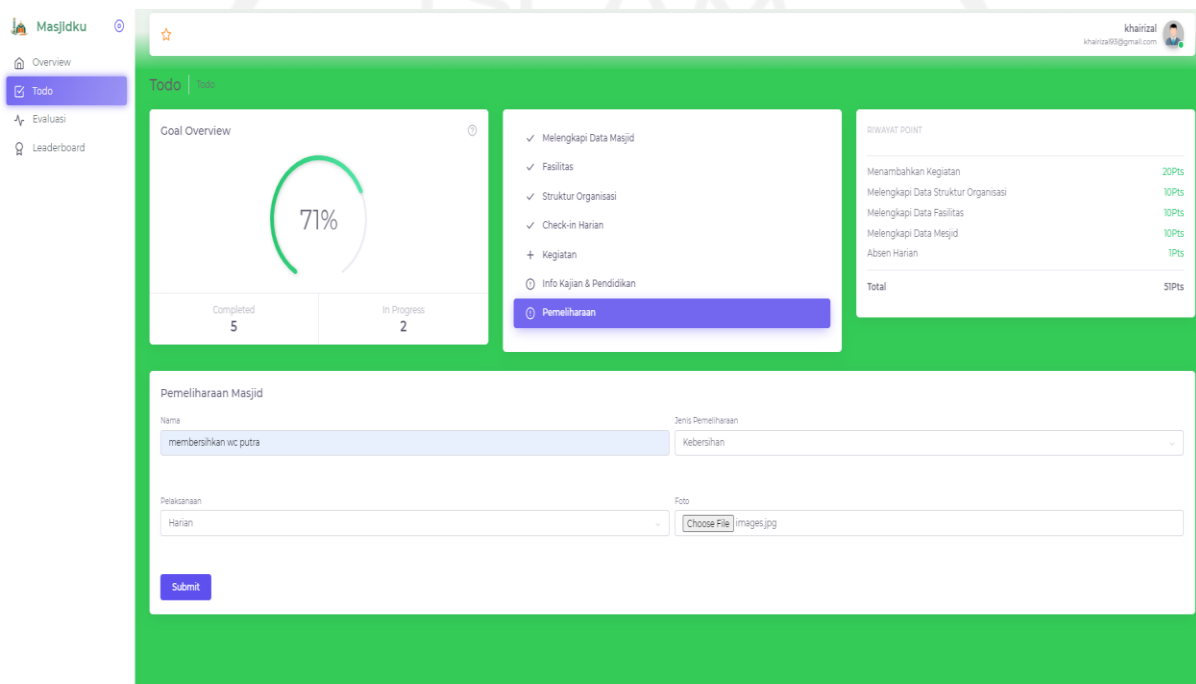 Masjidku
Overview
Todo
Evaluasi
Leaderboard
khairizal
khairizal93@gmail.com
Todo
Todo
Goal Overview
71%
Completed
5
In Progress
2
Melengkapi Data Masjid
Fasilitas
Struktur Organisasi
Check-in Harian
Kegiatan
Info Kajian & Pendidikan
Pemeliharaan
RIWAYAT POINT
Menambahkan Kegiatan 20Pts
Melengkapi Data Struktur Organisasi 10Pts
Melengkapi Data Fasilitas 10Pts
Melengkapi Data Mesjid 10Pts
Absen Harian 1Pts
Total 51Pts
Pemeliharaan Masjid
Nama
membersihkan wc putra
Jenis Pemeliharaan
Kebersihan
Pelaksanaan
Harian
Foto
Choose File images.jpg
Submit